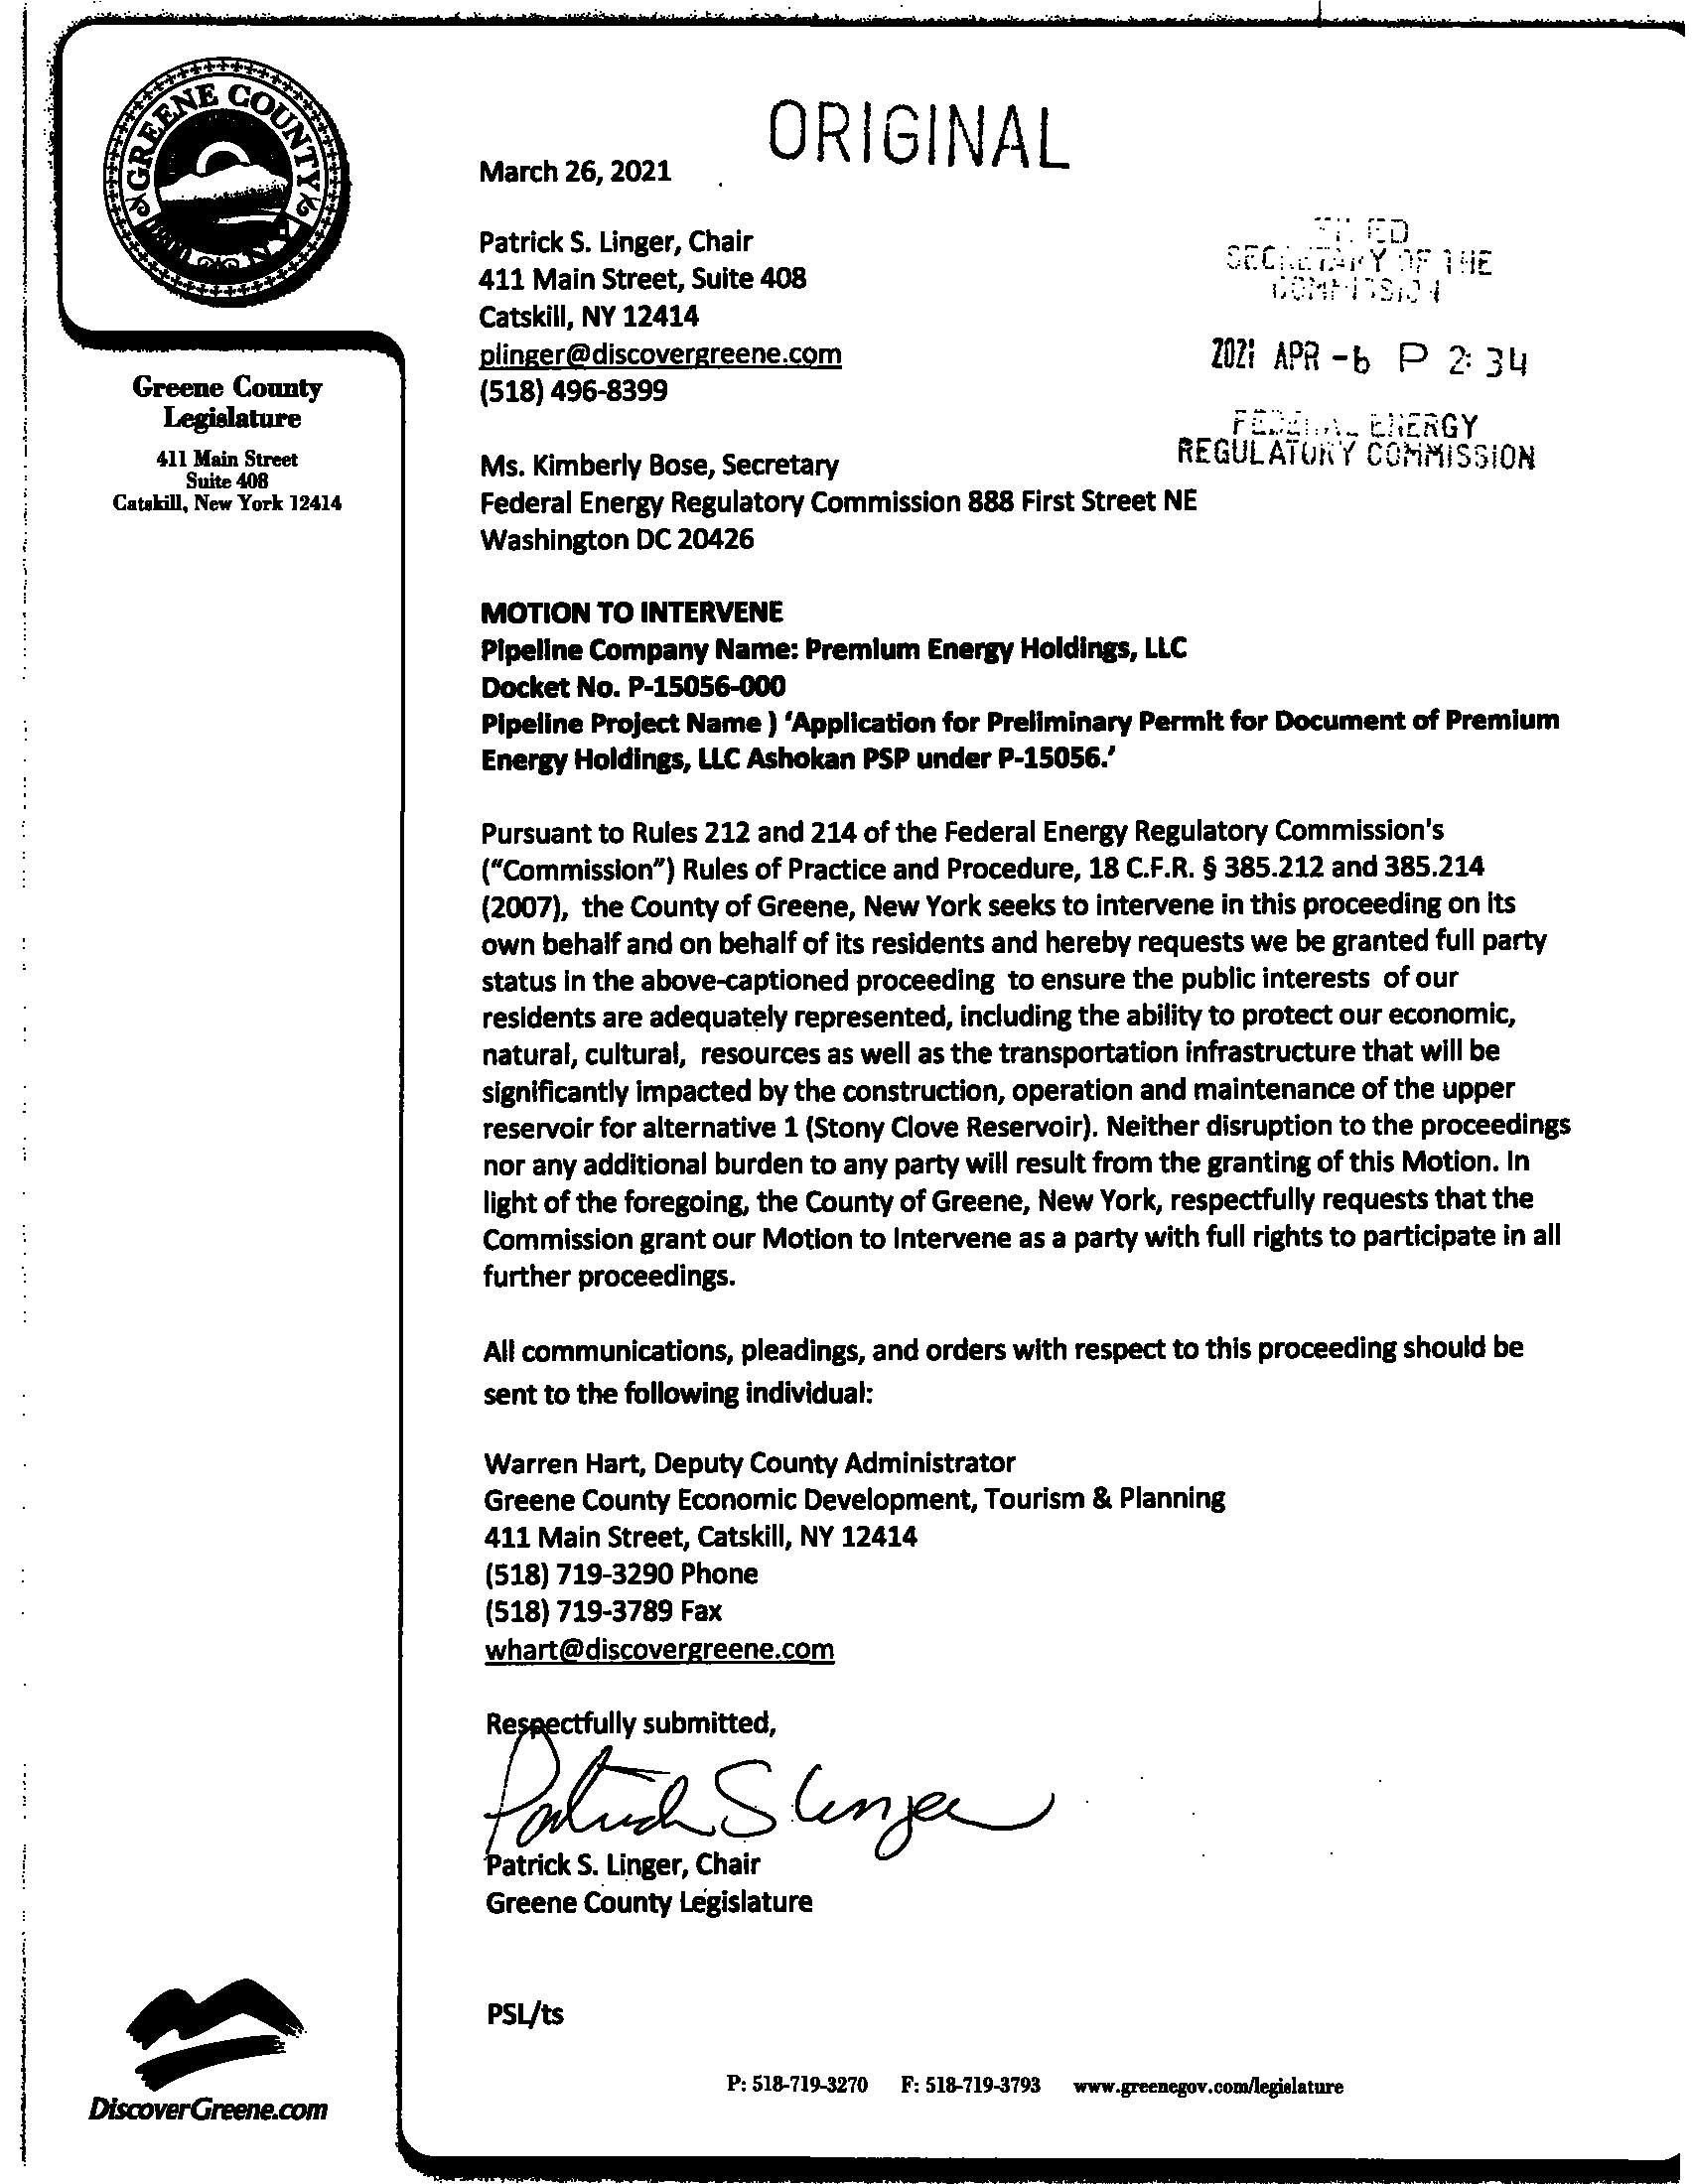 GREENE COUNTY
N.Y.
ORIGINAL
March 26, 2021
Patrick S. Linger, Chair
411 Main Street, Suite 408
Catskill, NY 12414
plinger@discovergreene.com
(518) 496-8399
SECRETARY OF THE
COMMISSION
2021 APR -6 P 2:34
FEDERAL ENERGY
REGULATORY COMMISSION
Greene County
Legislature
411 Main Street
Suite 408
Catskill, New York 12414
Ms. Kimberly Bose, Secretary
Federal Energy Regulatory Commission 888 First Street NE
Washington DC 20426
MOTION TO INTERVENE
Pipeline Company Name: Premium Energy Holdings, LLC
Docket No. P-15056-000
Pipeline Project Name ) ‘Application for Preliminary Permit for Document of Premium
Energy Holdings, LLC Ashokan PSP under P-15056.’
Pursuant to Rules 212 and 214 of the Federal Energy Regulatory Commission's
(“Commission”) Rules of Practice and Procedure, 18 C.F.R. § 385.212 and 385.214
(2007), the County of Greene, New York seeks to intervene in this proceeding on its
own behalf and on behalf of its residents and hereby requests we be granted full party
status in the above-captioned proceeding to ensure the public interests of our
residents are adequately represented, including the ability to protect our economic,
natural, cultural, resources as well as the transportation infrastructure that will be
significantly impacted by the construction, operation and maintenance of the upper
reservoir for alternative 1 (Stony Clove Reservoir). Neither disruption to the proceedings
nor any additional burden to any party will result from the granting of this Motion. In
light of the foregoing, the County of Greene, New York, respectfully requests that the
Commission grant our Motion to Intervene as a party with full rights to participate in all
further proceedings.
All communications, pleadings, and orders with respect to this proceeding should be
sent to the following individual:
Warren Hart, Deputy County Administrator
Greene County Economic Development, Tourism & Planning
411 Main Street, Catskill, NY 12414
(518) 719-3290 Phone
(518) 719-3789 Fax
whart@discovergreene.com
Respectfully submitted,
Patrick S Linger
Patrick S. Linger, Chair
Greene County Legislature
PSL/ts
P: 518-719-3270 F: 518-719-3793 www.greenegov.com/legislature
DiscoverGreene.com